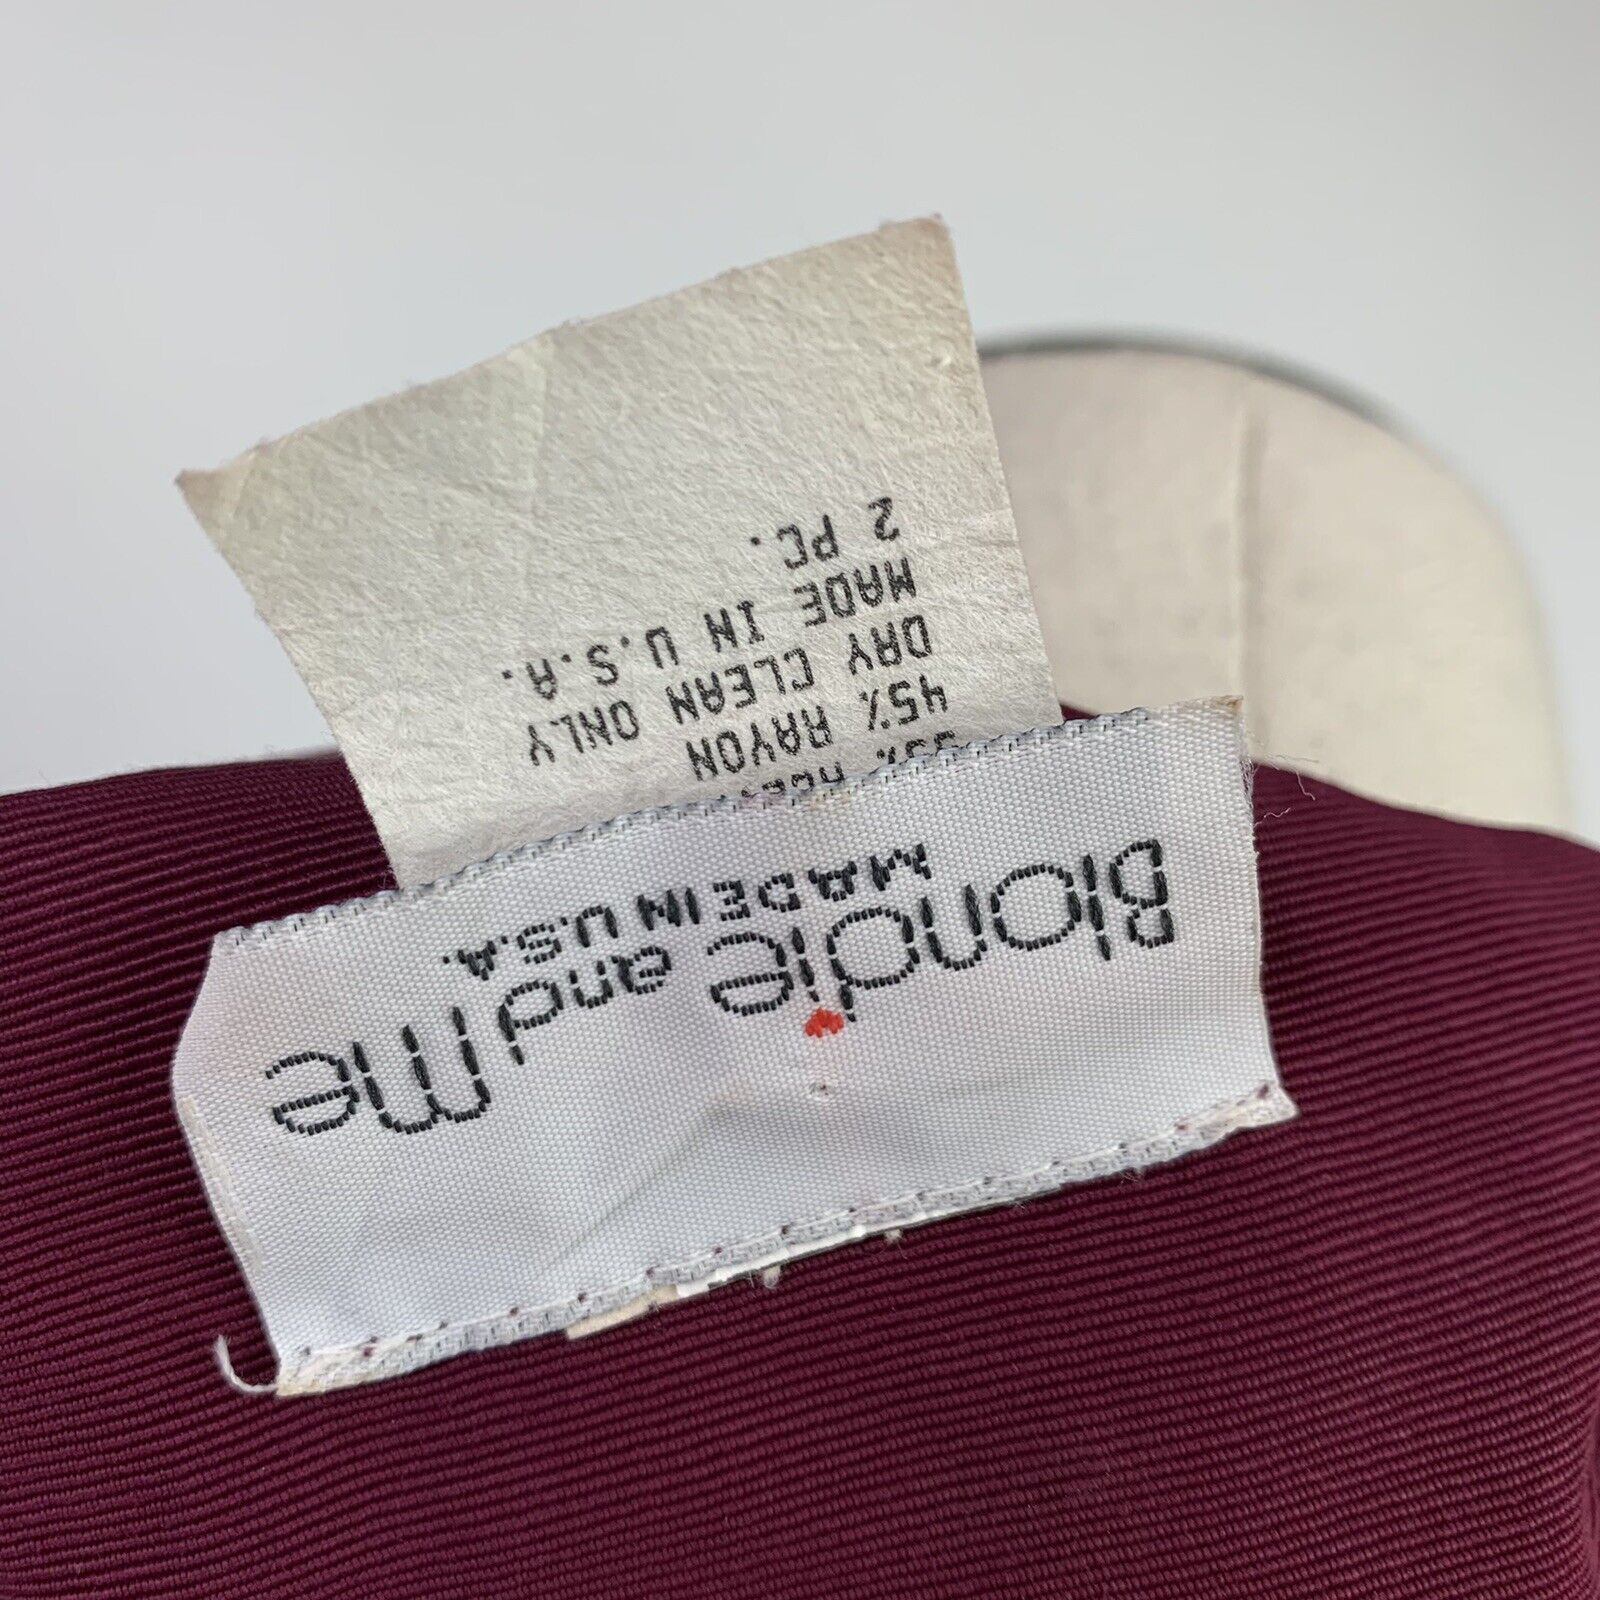 Blondie and Me
MADE IN U.S.A.
45% RAYON
DRY CLEAN ONLY
MADE IN U.S.A.
2 PC.